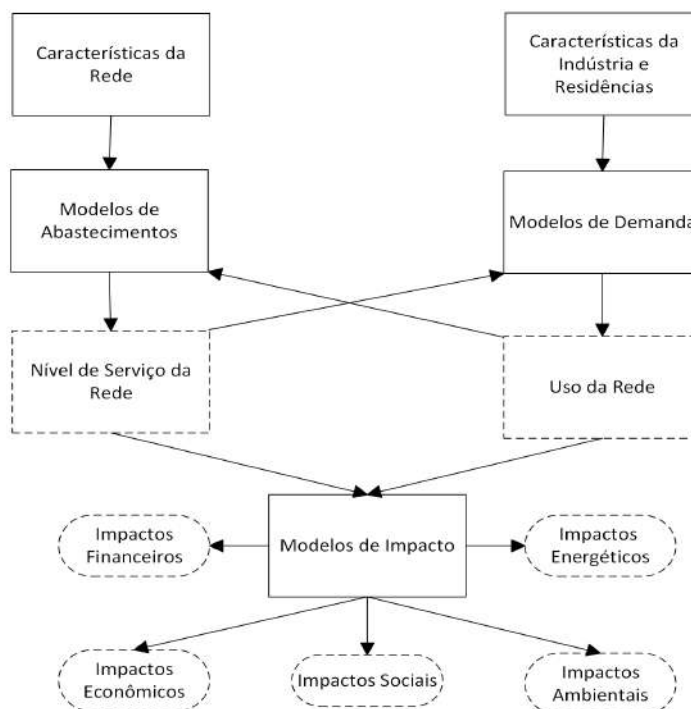 Características da
Rede
Características da
Indústria e
Residências
Modelos de
Abastecimentos
Modelos de Demanda
Nível de Serviço da
Rede
Uso da Rede
Modelos de Impacto
Impactos
Financeiros
Impactos
Energéticos
Impactos
Econômicos
Impactos Sociais
Impactos
Ambientais